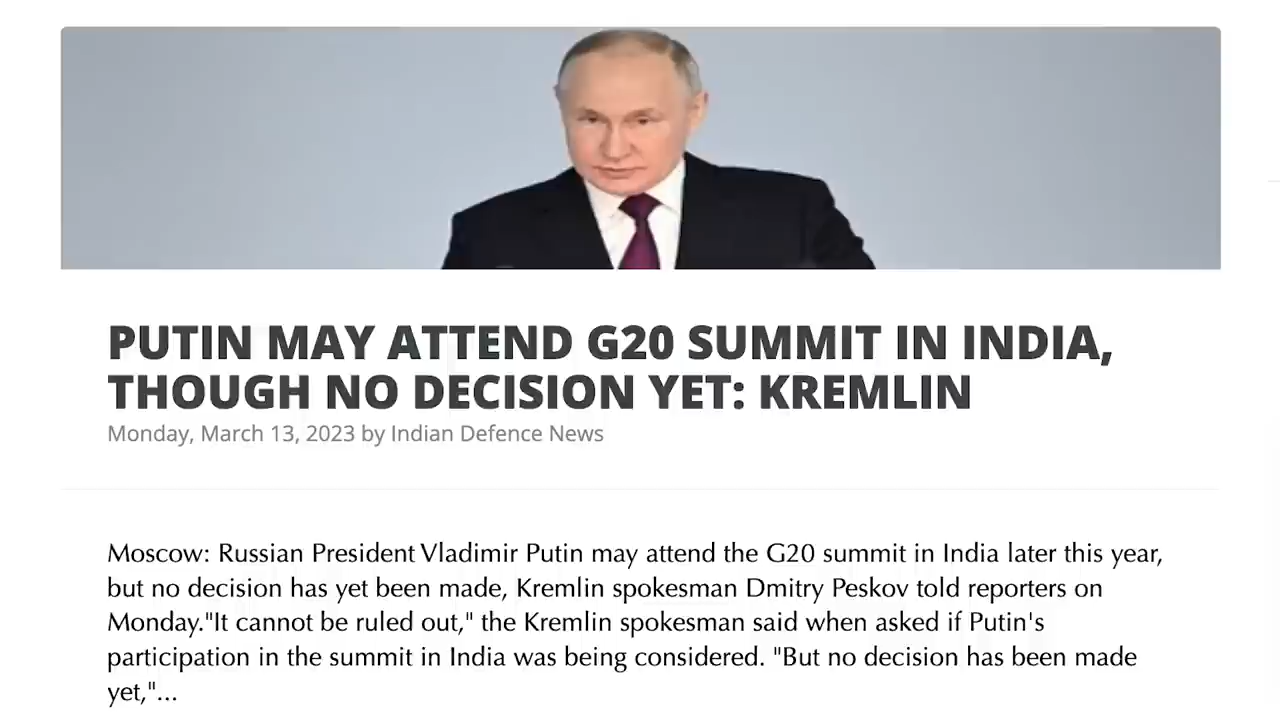 PUTIN MAY ATTEND G20 SUMMIT IN INDIA,
THOUGH NO DECISION YET: KREMLIN
Monday, March 13, 2023 by Indian Defence News
Moscow: Russian President Vladimir Putin may attend the G20 summit in India later this year,
but no decision has yet been made, Kremlin spokesman Dmitry Peskov told reporters on
Monday."It cannot be ruled out," the Kremlin spokesman said when asked if Putin's
participation in the summit in India was being considered. "But no decision has been made
yet,"...